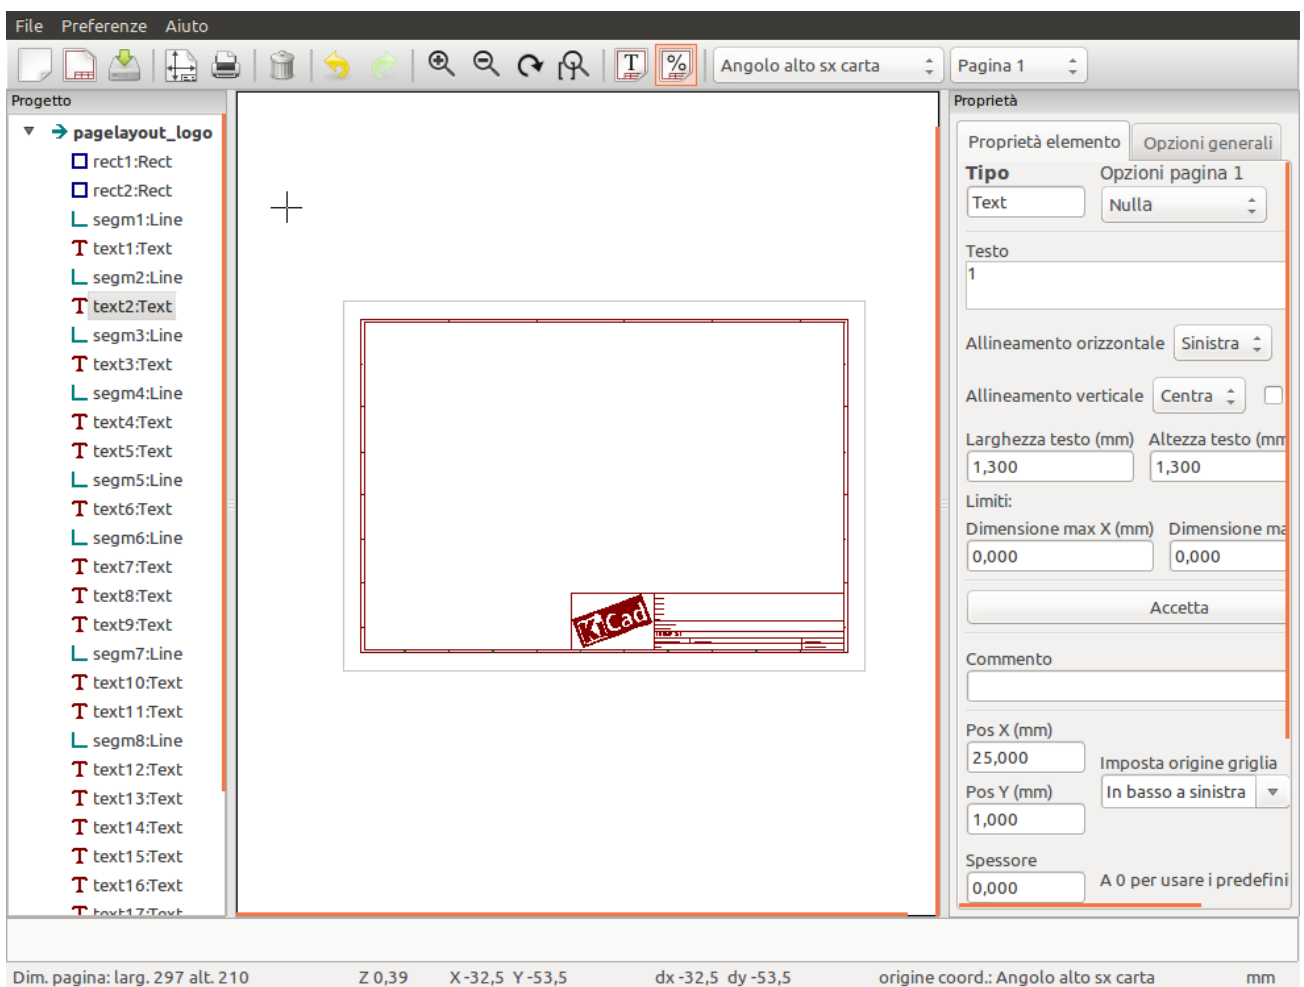 File Preferenze Aiuto
T % Angolo alto sx carta Pagina 1
Progetto
pagelayout_logo
rect1:Rect
rect2:Rect
segm1:Line
text1:Text
segm2:Line
text2:Text
segm3:Line
text3:Text
segm4:Line
text4:Text
text5:Text
segm5:Line
text6:Text
segm6:Line
text7:Text
text8:Text
text9:Text
segm7:Line
text10:Text
text11:Text
segm8:Line
text12:Text
text13:Text
text14:Text
text15:Text
text16:Text
text17:Text
KiCad
Proprietà
Proprietà elemento Opzioni generali
Tipo Opzioni pagina 1
Text Nulla
Testo
1
Allineamento orizzontale Sinistra
Allineamento verticale Centra
Larghezza testo (mm) Altezza testo (mm
1,300 1,300
Limiti:
Dimensione max X (mm) Dimensione ma
0,000 0,000
Accetta
Commento
Pos X (mm)
25,000 Imposta origine griglia
Pos Y (mm) In basso a sinistra
1,000
Spessore
0,000 A 0 per usare i predefini
Dim. pagina: larg. 297 alt. 210 Z 0,39 X -32,5 Y -53,5 dx -32,5 dy -53,5 origine coord.: Angolo alto sx carta mm